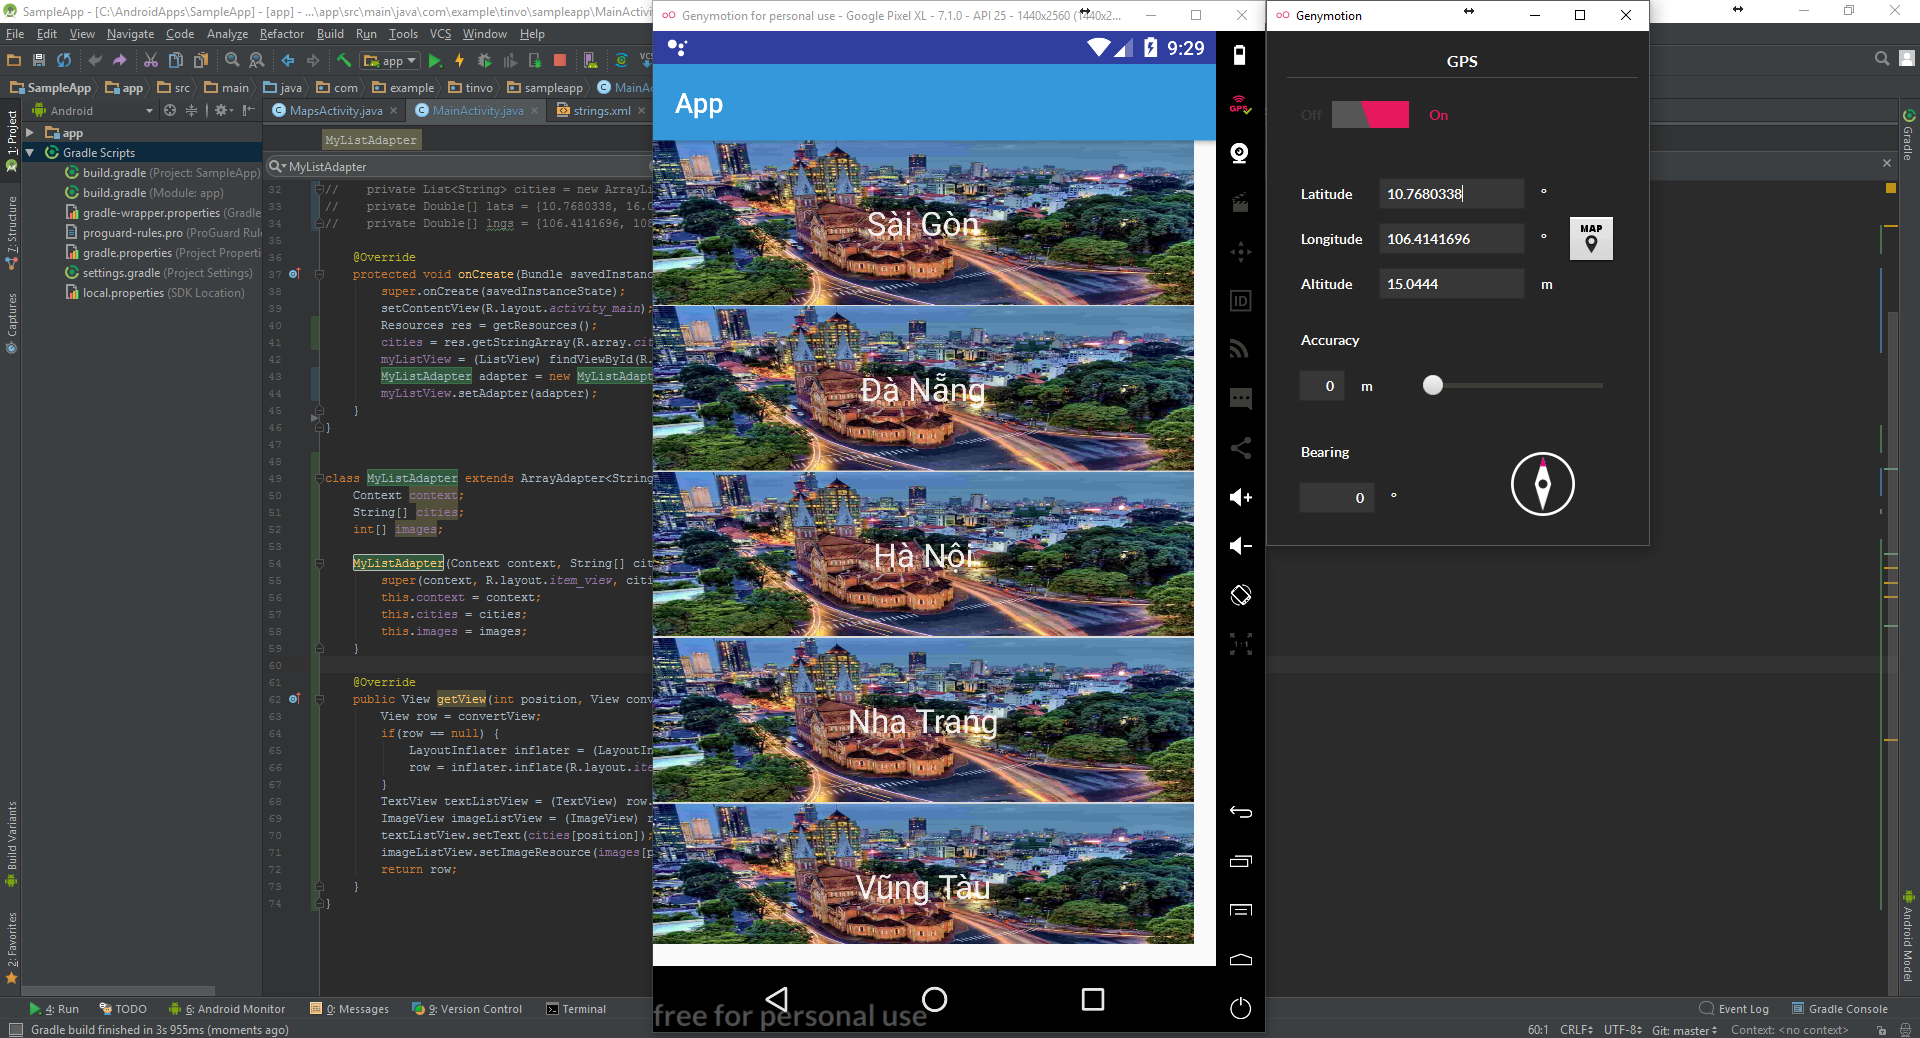 SampleApp - [C:\AndroidApps\SampleApp] - [app] - ...\app\src\main\java\com\example\tinvo\sampleapp\MainActivi
File Edit View Navigate Code Analyze Refactor Build Run Tools VCS Window Help
app
SampleApp app src main java com example tinvo sampleapp MainAc
Android
MapsActivity.java
MainActivity.java
strings.xml
1: Project
7: Structure
Captures
Build Variants
2: Favorites
app
Gradle Scripts
build.gradle (Project: SampleApp)
build.gradle (Module: app)
gradle-wrapper.properties (Gradle
proguard-rules.pro (ProGuard Rule
gradle.properties (Project Properti
settings.gradle (Project Settings)
local.properties (SDK Location)
MyListAdapter
MyListAdapter
32 // private List<String> cities = new ArrayLi
33 // private Double[] lats = {10.7680338, 16.0
34 // private Double[] lngs = {106.4141696, 108
35
36 @Override
37 protected void onCreate(Bundle savedInstanc
38 super.onCreate(savedInstanceState);
39 setContentView(R.layout.activity_main);
40 Resources res = getResources();
41 cities = res.getStringArray(R.array.cit
42 myListView = (ListView) findViewById(R.
43 MyListAdapter adapter = new MyListAdapt
44 myListView.setAdapter(adapter);
45 }
46 }
47
48
49 class MyListAdapter extends ArrayAdapter<String
50 Context context;
51 String[] cities;
52 int[] images;
53
54 MyListAdapter(Context context, String[] cit
55 super(context, R.layout.item_view, citi
56 this.context = context;
57 this.cities = cities;
58 this.images = images;
59 }
60
61 @Override
62 public View getView(int position, View conv
63 View row = convertView;
64 if(row == null) {
65 LayoutInflater inflater = (LayoutIn
66 row = inflater.inflate(R.layout.ite
67 }
68 TextView textListView = (TextView) row.
69 ImageView imageListView = (ImageView) r
70 textListView.setText(cities[position]);
71 imageListView.setImageResource(images[p
72 return row;
73 }
74 }
Genymotion for personal use - Google Pixel XL - 7.1.0 - API 25 - 1440x2560 (1440x2...
9:29
App
Sài Gòn
Đà Nẵng
Hà Nội
Nha Trang
Vũng Tàu
free for personal use
GPS
ID
1:1
Genymotion
GPS
Off On
Latitude 10.7680338 °
Longitude 106.4141696 °
MAP
Altitude 15.0444 m
Accuracy
0 m
Bearing
0 °
Gradle
Android Model
4: Run TODO 6: Android Monitor 0: Messages 9: Version Control Terminal
Event Log Gradle Console
Gradle build finished in 3s 955ms (moments ago)
60:1 CRLF UTF-8 Git: master Context: <no context>